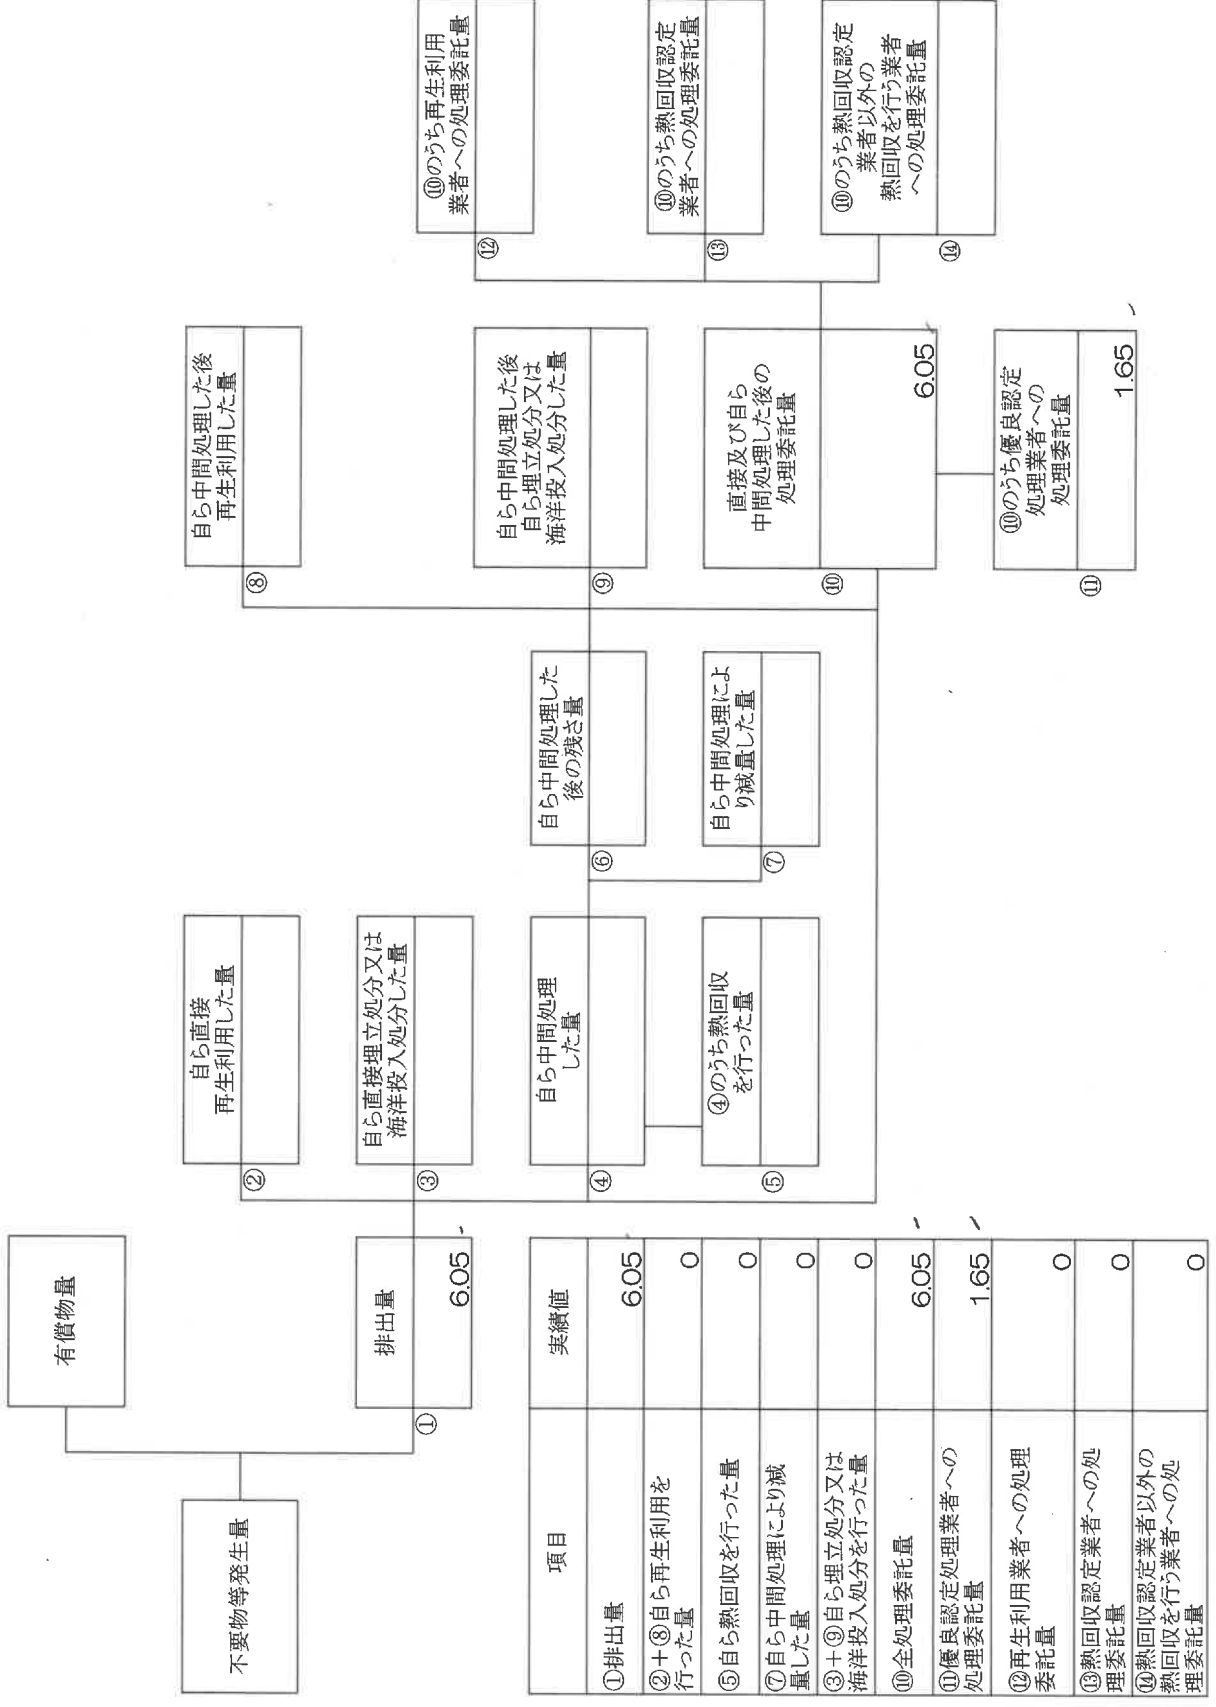 不要物等発生量
有償物量
①
排出量
6.05
②
自ら直接
再生利用した量
③
自ら直接埋立処分又は
海洋投入処分した量
④
自ら中間処理
した量
⑤
④のうち熱回収
を行った量
⑥
自ら中間処理した
後の残さ量
⑦
自ら中間処理によ
り減量した量
⑧
自ら中間処理した後
再生利用した量
⑨
自ら中間処理した後
自ら埋立処分又は
海洋投入処分した量
⑩
直接及び自ら
中間処理した後の
処理委託量
6.05
⑪
⑩のうち優良認定
処理業者への
処理委託量
1.65
⑫
⑩のうち再生利用
業者への処理委託量
⑬
⑩のうち熱回収認定
業者への処理委託量
⑭
⑩のうち熱回収認定
業者以外の
熱回収を行う業者
への処理委託量
項目 実績値
①排出量 6.05
②+⑧自ら再生利用を
行った量 0
⑤自ら熱回収を行った量 0
⑦自ら中間処理により減
量した量 0
③+⑨自ら埋立処分又は
海洋投入処分を行った量 0
⑩全処理委託量 6.05
⑪優良認定処理業者への
処理委託量 1.65
⑫再生利用業者への処理
委託量 0
⑬熱回収認定業者への処
理委託量 0
⑭熱回収認定業者以外の
熱回収を行う業者への処
理委託量 0